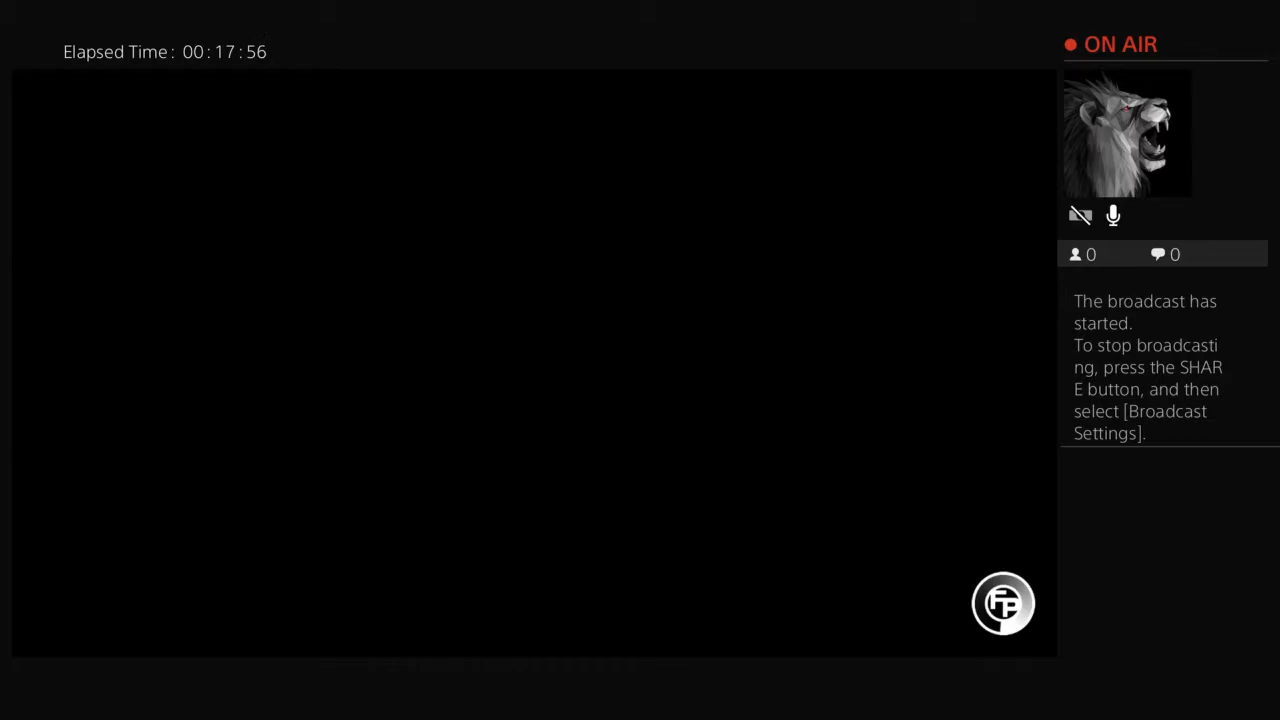 Elapsed Time: 00:17:56
ON AIR
0 0
The broadcast has
started.
To stop broadcasti
ng, press the SHAR
E button, and then
select [Broadcast
Settings].
FP